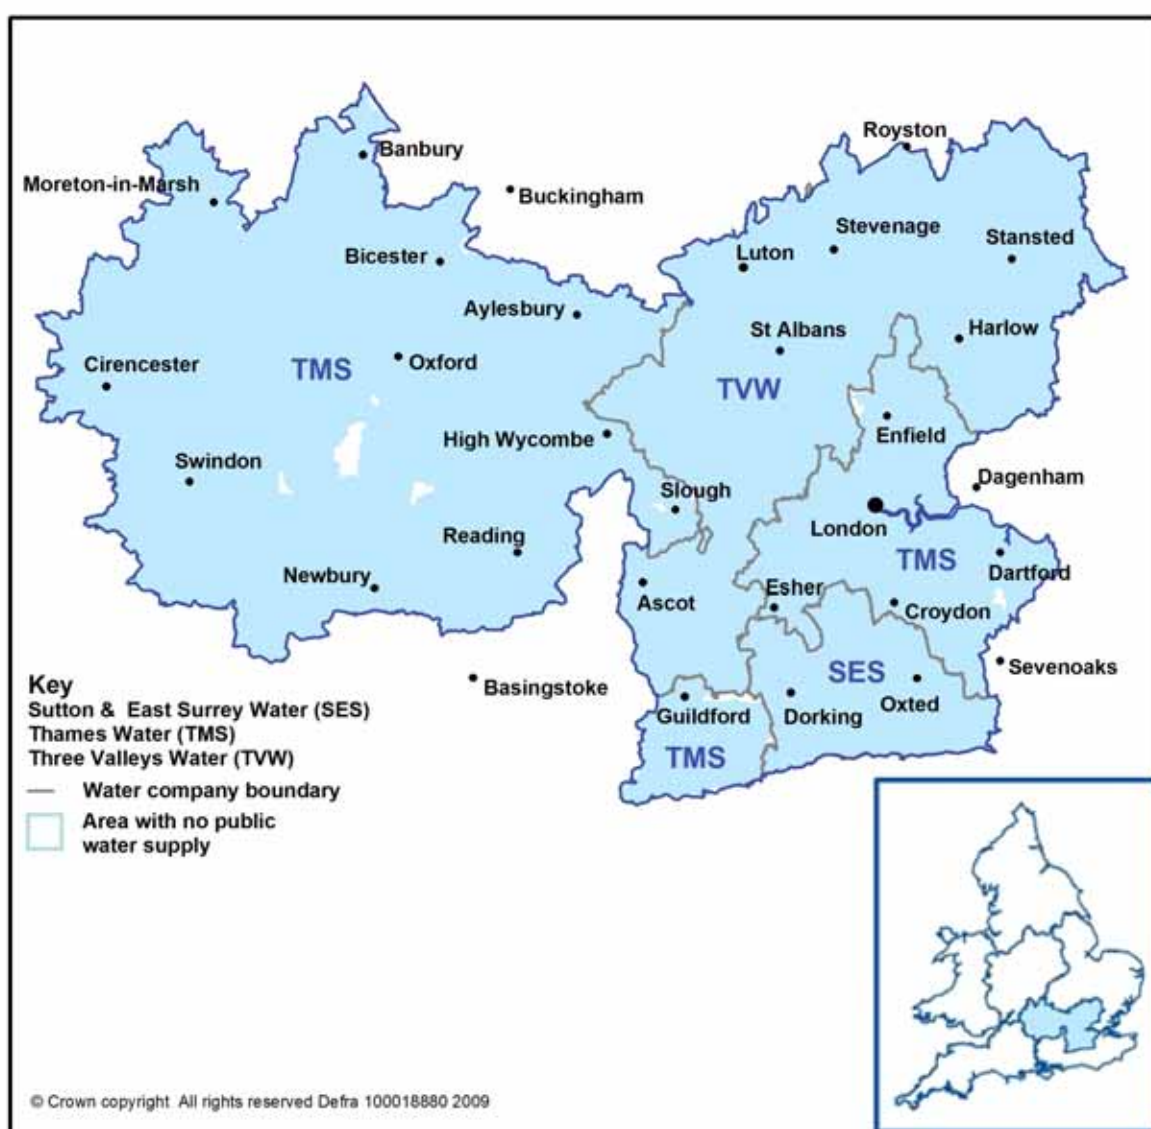 Royston
Banbury
Moreton-in-Marsh
Buckingham
Stevenage
Stansted
Luton
Bicester
Aylesbury
St Albans
Harlow
Cirencester
TMS
Oxford
TVW
High Wycombe
Enfield
Swindon
Slough
Dagenham
London
Reading
TMS
Newbury
Ascot
Esher
Dartford
Croydon
SES
Sevenoaks
Basingstoke
Guildford
Dorking
Oxted
TMS
Key
Sutton & East Surrey Water (SES)
Thames Water (TMS)
Three Valleys Water (TVW)
Water company boundary
Area with no public
water supply
© Crown copyright All rights reserved Defra 100018880 2009